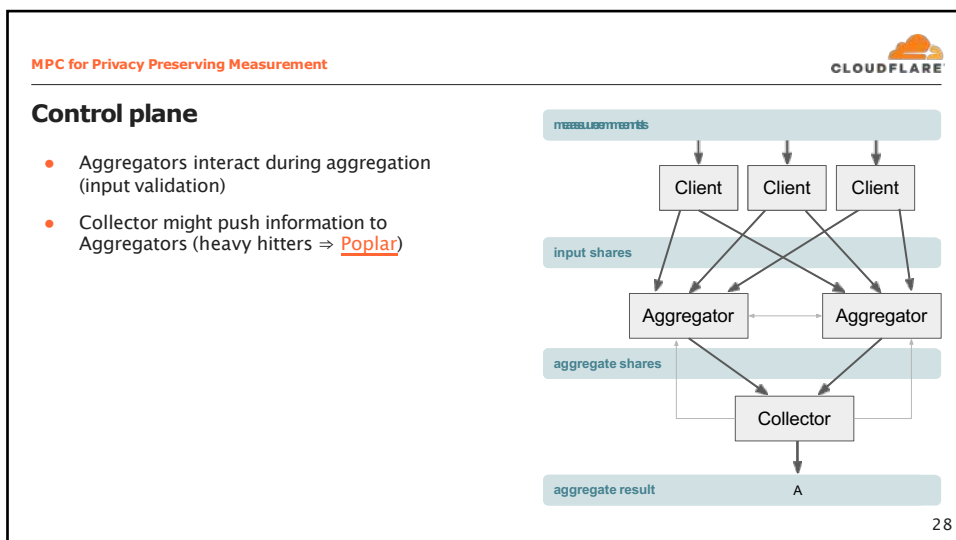 MPC for Privacy Preserving Measurement
CLOUDFLARE
Control plane
● Aggregators interact during aggregation
(input validation)
● Collector might push information to
Aggregators (heavy hitters ⇒ Poplar)
measurements
Client
Client
Client
input shares
Aggregator
Aggregator
aggregate shares
Collector
aggregate result
A
28